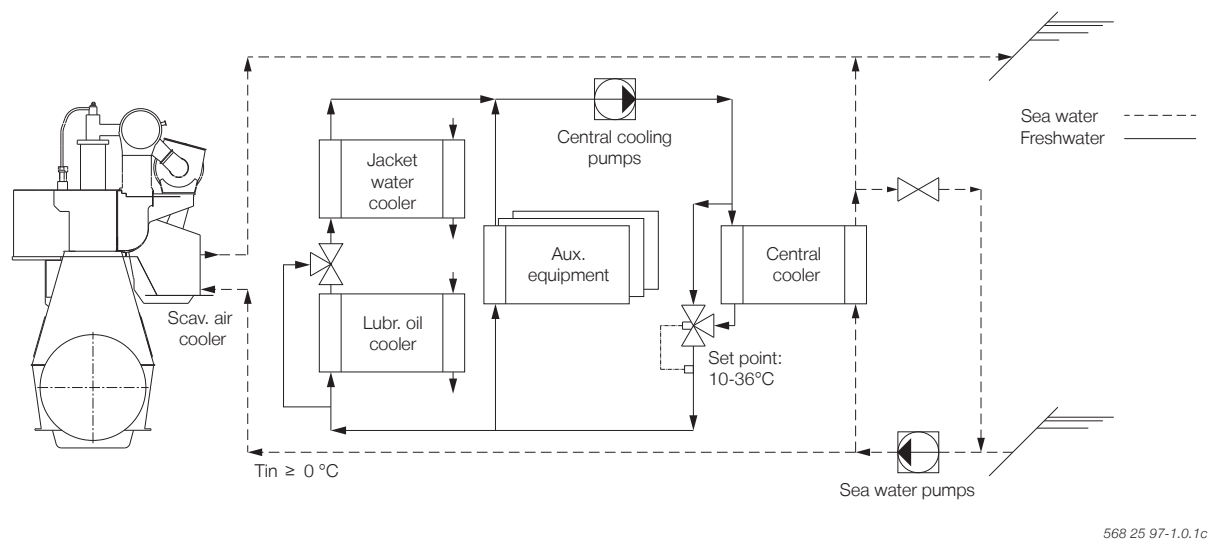 Sea water
Freshwater
Central cooling
pumps
Jacket
water
cooler
Aux.
equipment
Central
cooler
Scav. air
cooler
Lubr. oil
cooler
Set point:
10-36°C
Tin ≥ 0 °C
Sea water pumps
568 25 97-1.0.1c